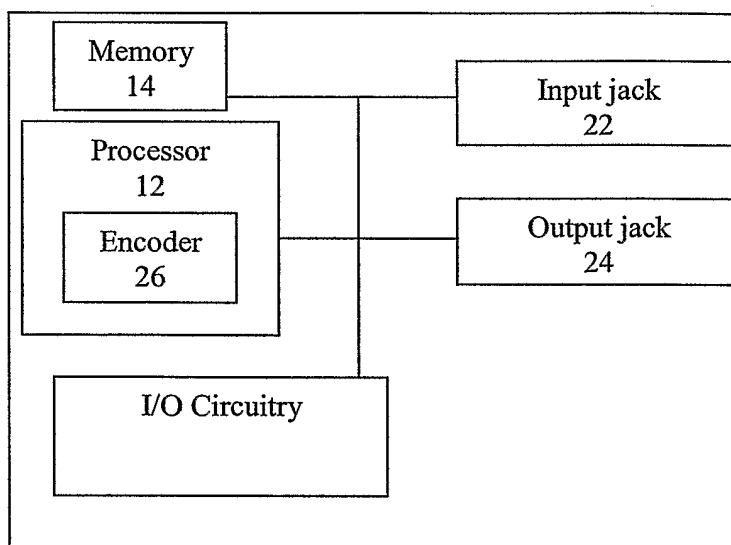 Memory
14
Input jack
22
Processor
12
Encoder
26
Output jack
24
I/O Circuitry